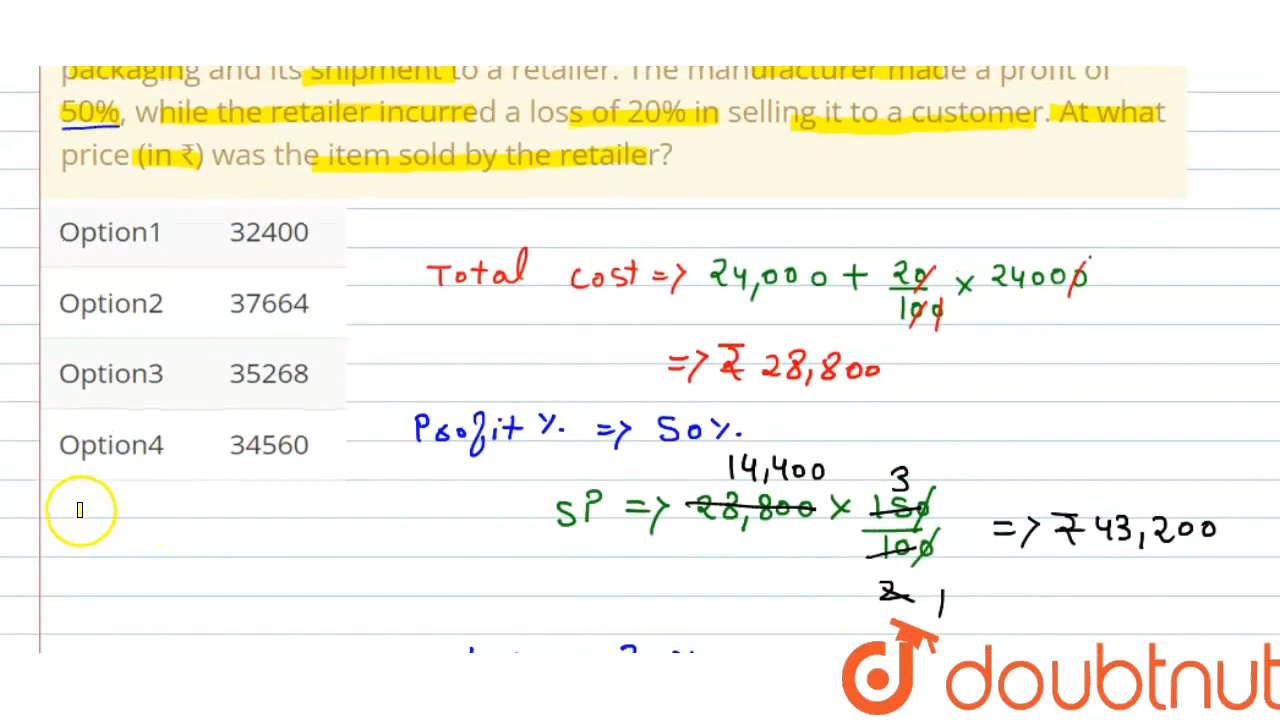 packaging and its shipment to a retailer. The manufacturer made a profit of
50%, while the retailer incurred a loss of 20% in selling it to a customer. At what
price (in ₹) was the item sold by the retailer?
Option1 32400
Option2 37664
Option3 35268
Option4 34560
Total cost => 24,000 + 20/100 × 24000
=> ₹ 28,800
Profit % => 50%.
14,400 3
SP => 28,800 × 150/100 => ₹ 43,200
2 1
doubtnut